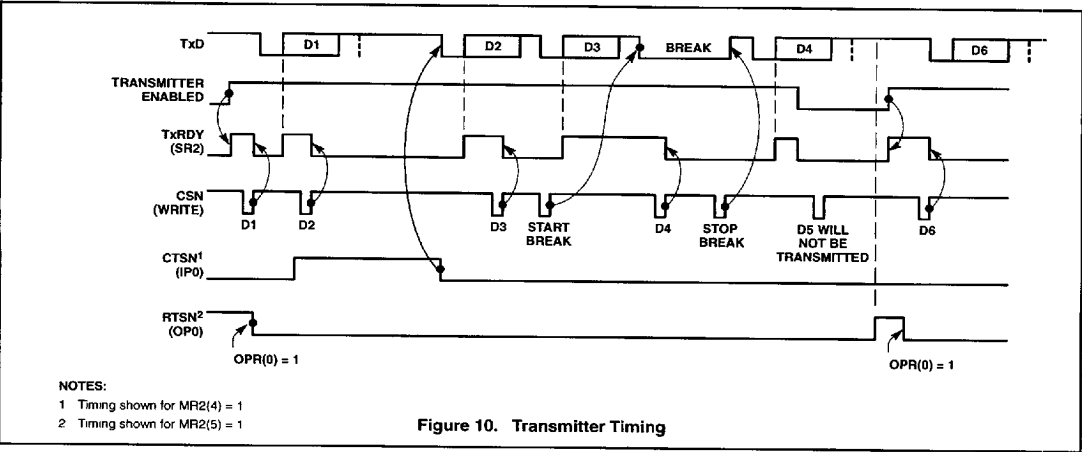 TxD
D1
D2
D3
BREAK
D4
D6
TRANSMITTER
ENABLED
TxRDY
(SR2)
CSN
(WRITE)
D1
D2
D3
START
BREAK
D4
STOP
BREAK
D5 WILL
NOT BE
TRANSMITTED
D6
CTSN¹
(IP0)
RTSN²
(OP0)
OPR(0) = 1
OPR(0) = 1
NOTES:
1 Timing shown for MR2(4) = 1
2 Timing shown for MR2(5) = 1
Figure 10. Transmitter Timing